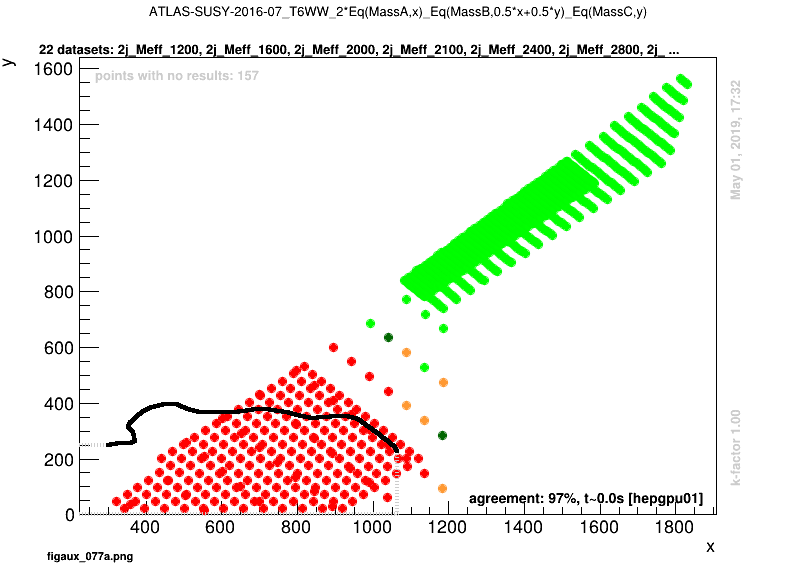 ATLAS-SUSY-2016-07_T6WW_2*Eq(MassA,x)_Eq(MassB,0.5*x+0.5*y)_Eq(MassC,y)
22 datasets: 2j_Meff_1200, 2j_Meff_1600, 2j_Meff_2000, 2j_Meff_2100, 2j_Meff_2400, 2j_Meff_2800, 2j_ ...
y
points with no results: 157
1600
1400
1200
1000
800
600
400
200
0
May 01, 2019, 17:32
k-factor 1.00
agreement: 97%, t~0.0s [hepgpu01]
400 600 800 1000 1200 1400 1600 1800
x
figaux_077a.png